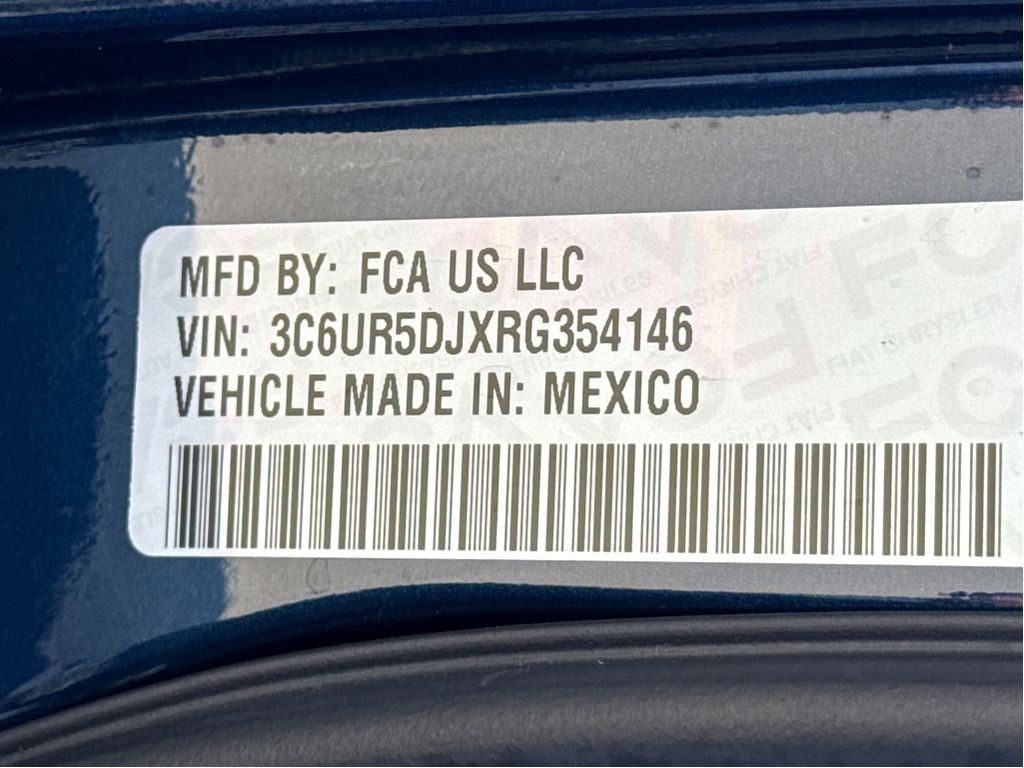 MFD BY: FCA US LLC
VIN: 3C6UR5DJXRG354146
VEHICLE MADE IN: MEXICO